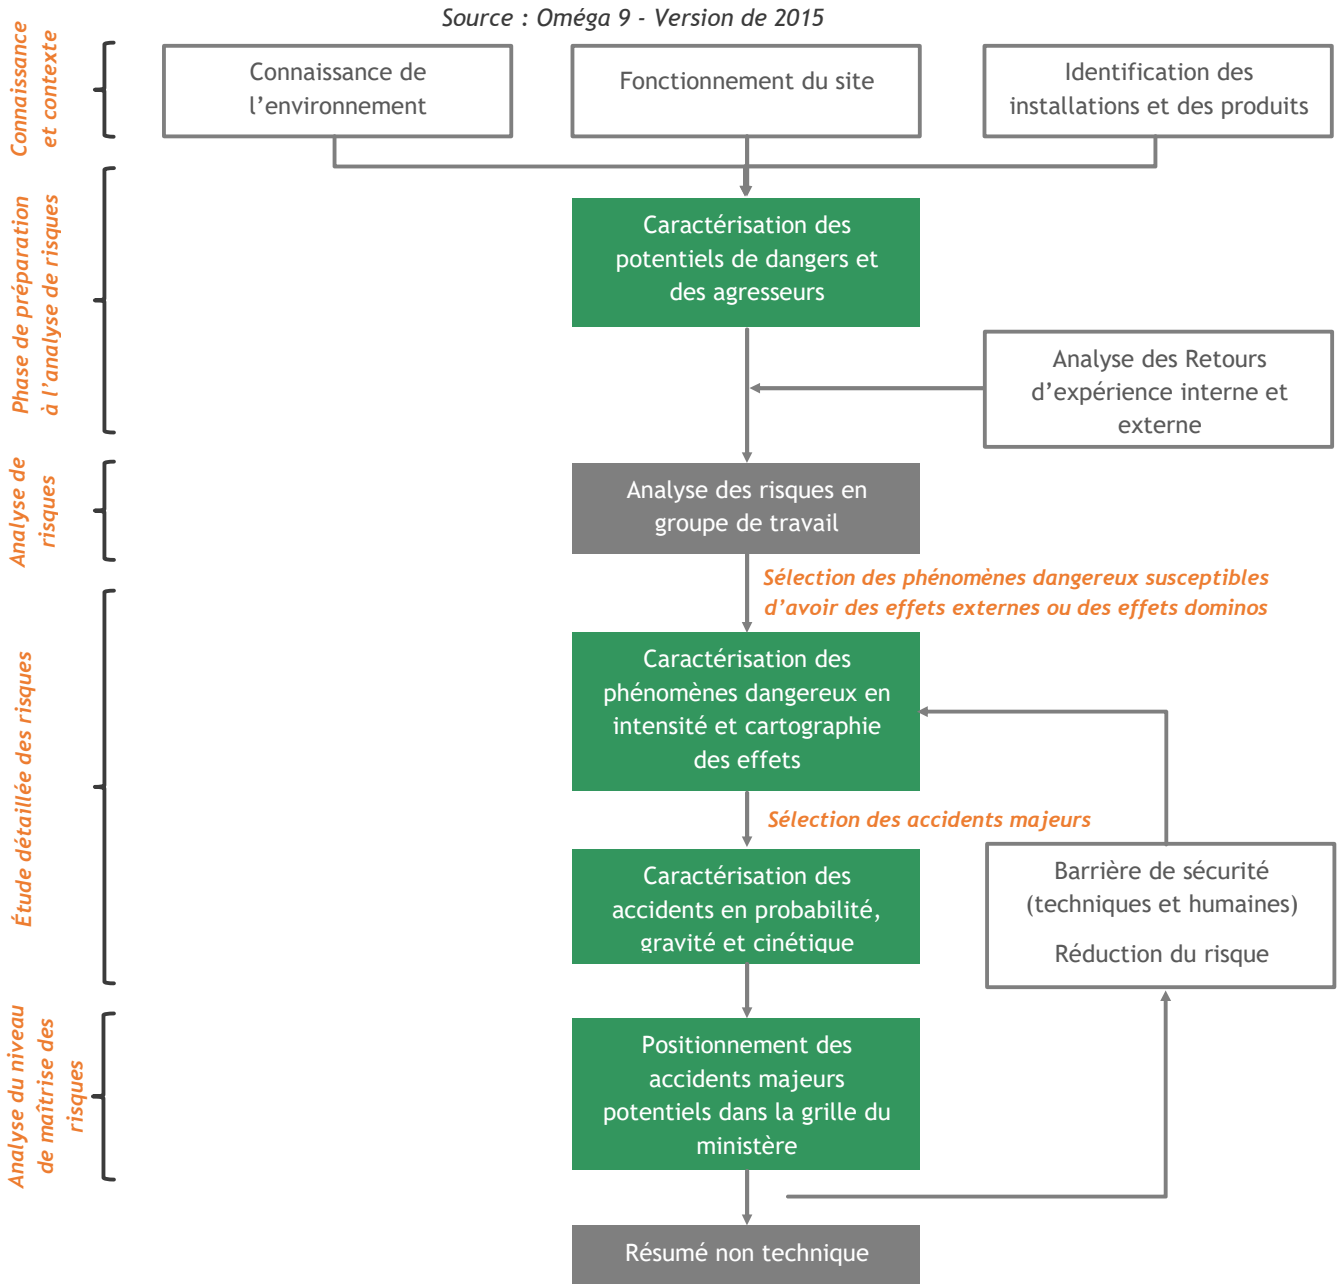 Source : Oméga 9 - Version de 2015
Connaissance
et contexte
Connaissance de
l’environnement
Fonctionnement du site
Identification des
installations et des produits
Phase de préparation
à l’analyse de risques
Caractérisation des
potentiels de dangers et
des agresseurs
Analyse des Retours
d’expérience interne et
externe
Analyse de
risques
Analyse des risques en
groupe de travail
Sélection des phénomènes dangereux susceptibles
d’avoir des effets externes ou des effets dominos
Étude détaillée des risques
Caractérisation des
phénomènes dangereux en
intensité et cartographie
des effets
Sélection des accidents majeurs
Caractérisation des
accidents en probabilité,
gravité et cinétique
Barrière de sécurité
(techniques et humaines)
Réduction du risque
Analyse du niveau
de maîtrise des
risques
Positionnement des
accidents majeurs
potentiels dans la grille du
ministère
Résumé non technique